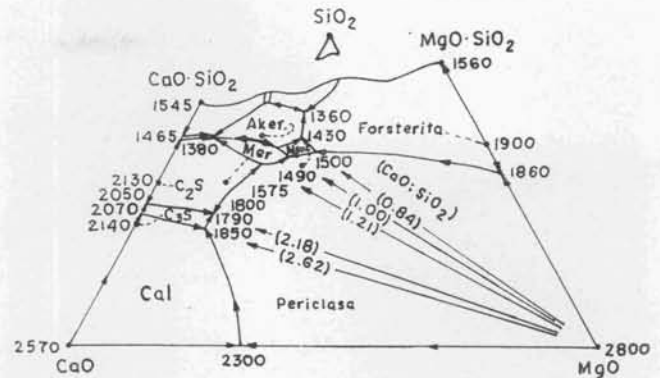 SiO₂
MgO·SiO₂
1560
CaO·SiO₂
1545
1360
Aker.
1430
Forsterita
1465
1380
Mer
1900
1500
1860
1490
(CaO:SiO₂)
2130
C₂S
1575
2050
2070
C₃S
1800
1790
2140
1850
(0.84)
(1.00)
(1.21)
(2.18)
(2.62)
Cal
Periclasa
2570
2300
2800
CaO
MgO